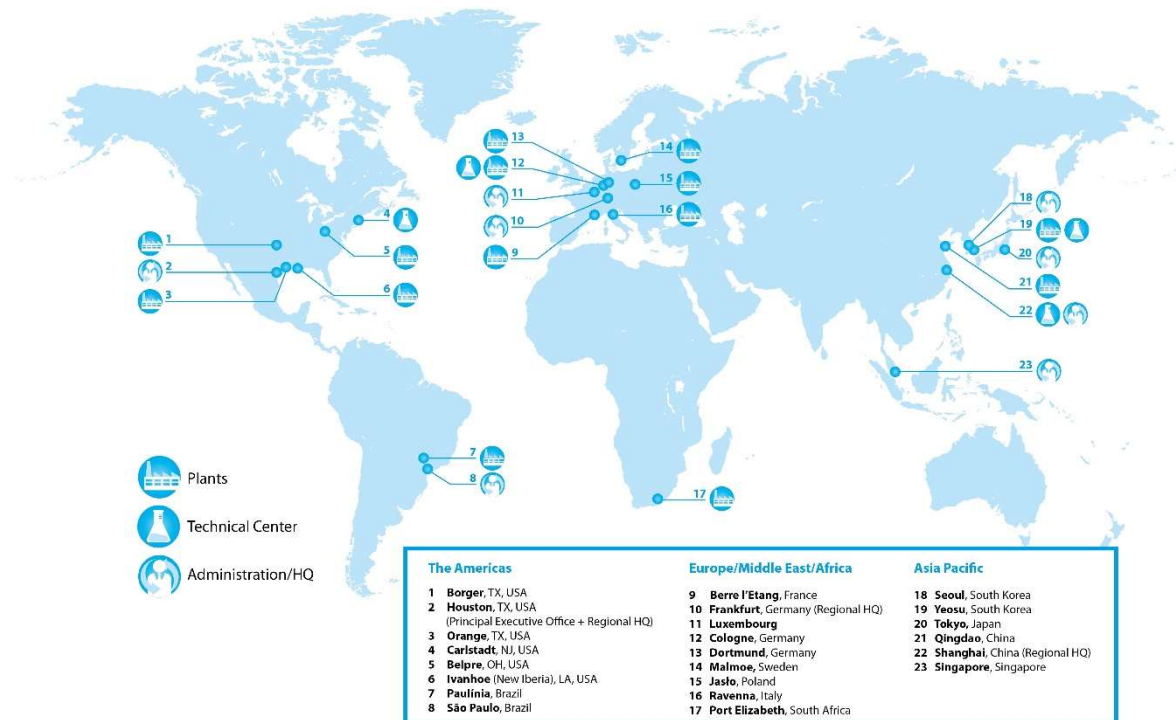 13
12
11
10
9
14
15
16
4
1
5
2
6
3
18
19
20
21
22
23
7
8
17
Plants
Technical Center
Administration/HQ
The Americas
1 Borger, TX, USA
2 Houston, TX, USA
(Principal Executive Office + Regional HQ)
3 Orange, TX, USA
4 Carlstadt, NJ, USA
5 Belpre, OH, USA
6 Ivanhoe (New Iberia), LA, USA
7 Paulínia, Brazil
8 São Paulo, Brazil
Europe/Middle East/Africa
9 Berre l'Etang, France
10 Frankfurt, Germany (Regional HQ)
11 Luxembourg
12 Cologne, Germany
13 Dortmund, Germany
14 Malmoe, Sweden
15 Jasło, Poland
16 Ravenna, Italy
17 Port Elizabeth, South Africa
Asia Pacific
18 Seoul, South Korea
19 Yeosu, South Korea
20 Tokyo, Japan
21 Qingdao, China
22 Shanghai, China (Regional HQ)
23 Singapore, Singapore